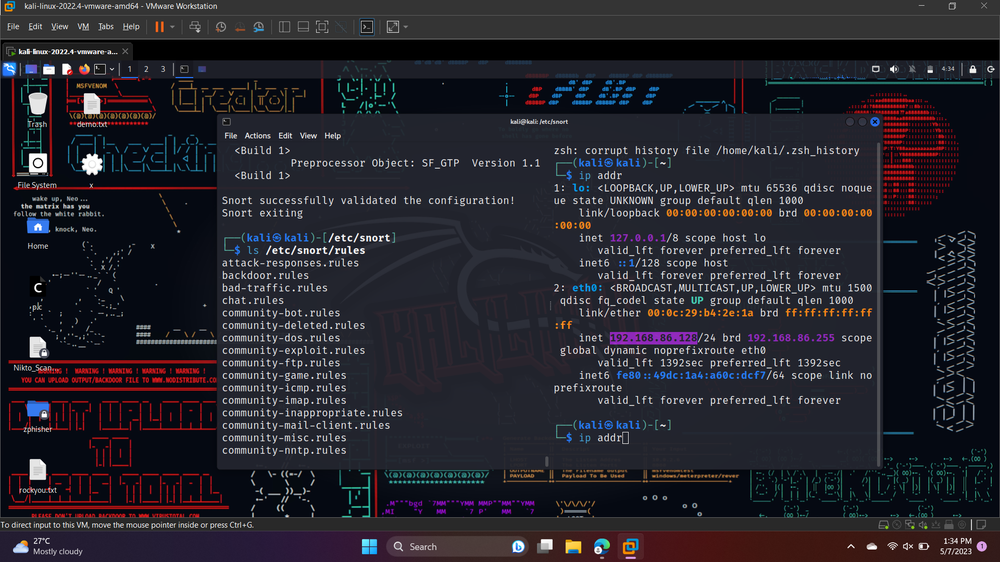 kali-linux-2022.4-vmware-amd64 - VMware Workstation
File Edit View VM Tabs Help
kali-linux-2022.4-vmware-a...
1 2 3
4:34
MSFVENOM
Trash
demo.txt
File System
x
wake up, Neo...
the matrix has you
follow the white rabbit.
knock, Neo.
Home
p.c
Nikto_Scan...
WARNING ! WARNING ! WARNING ! WARNING ! WARNING !
YOU CAN UPLOAD OUTPUT/BACKDOOR FILE TO WWW.NODISTRIBUTE.CO
zphisher
rockyou.txt
PLEASE DON'T UPLOAD BACKDOOR TO WWW.VIRUSTOTAL.COM
kali@kali: /etc/snort
File Actions Edit View Help
<Build 1>
Preprocessor Object: SF_GTP Version 1.1
<Build 1>
Snort successfully validated the configuration!
Snort exiting
┌──(kali㉿kali)-[/etc/snort]
└─$ ls /etc/snort/rules
attack-responses.rules
backdoor.rules
bad-traffic.rules
chat.rules
community-bot.rules
community-deleted.rules
community-dos.rules
community-exploit.rules
community-ftp.rules
community-game.rules
community-icmp.rules
community-imap.rules
community-inappropriate.rules
community-mail-client.rules
community-misc.rules
community-nntp.rules
zsh: corrupt history file /home/kali/.zsh_history
┌──(kali㉿kali)-[~]
└─$ ip addr
1: lo: <LOOPBACK,UP,LOWER_UP> mtu 65536 qdisc noque
ue state UNKNOWN group default qlen 1000
link/loopback 00:00:00:00:00:00 brd 00:00:00:00
:00:00
inet 127.0.0.1/8 scope host lo
valid_lft forever preferred_lft forever
inet6 ::1/128 scope host
valid_lft forever preferred_lft forever
2: eth0: <BROADCAST,MULTICAST,UP,LOWER_UP> mtu 1500
qdisc fq_codel state UP group default qlen 1000
link/ether 00:0c:29:b4:2e:1a brd ff:ff:ff:ff:ff
:ff
inet 192.168.86.128/24 brd 192.168.86.255 scope
global dynamic noprefixroute eth0
valid_lft 1392sec preferred_lft 1392sec
inet6 fe80::49dc:1a4:a60c:dcf7/64 scope link no
prefixroute
valid_lft forever preferred_lft forever
┌──(kali㉿kali)-[~]
└─$ ip addr
PAYLOAD Payload To Be Used windows/meterpreter/rever
To direct input to this VM, move the mouse pointer inside or press Ctrl+G.
27°C
Mostly cloudy
Search
1:34 PM
5/7/2023
1